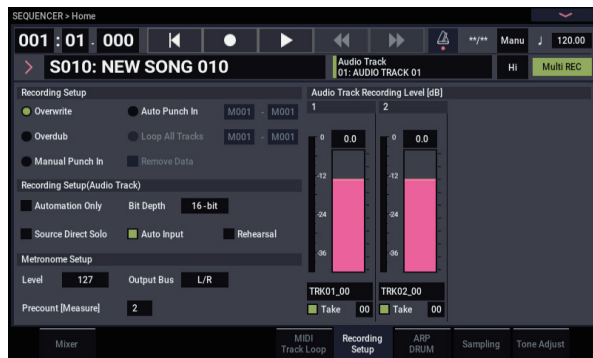 SEQUENCER > Home
001 : 01 . 000 **/** Manu ♩ 120.00
> S010: NEW SONG 010 Audio Track 01: AUDIO TRACK 01 Hi Multi REC
Recording Setup
Overwrite Auto Punch In M001 - M001
Overdub Loop All Tracks M001 - M001
Manual Punch In Remove Data
Recording Setup(Audio Track)
Automation Only Bit Depth 16-bit
Source Direct Solo Auto Input Rehearsal
Metronome Setup
Level 127 Output Bus L/R
Precount [Measure] 2
Audio Track Recording Level [dB]
1 2
0 0.0 0 0.0
-12 -12
-24 -24
-36 -36
TRK01_00 TRK02_00
Take 00 Take 00
Mixer MIDI Track Loop Recording Setup ARP DRUM Sampling Tone Adjust